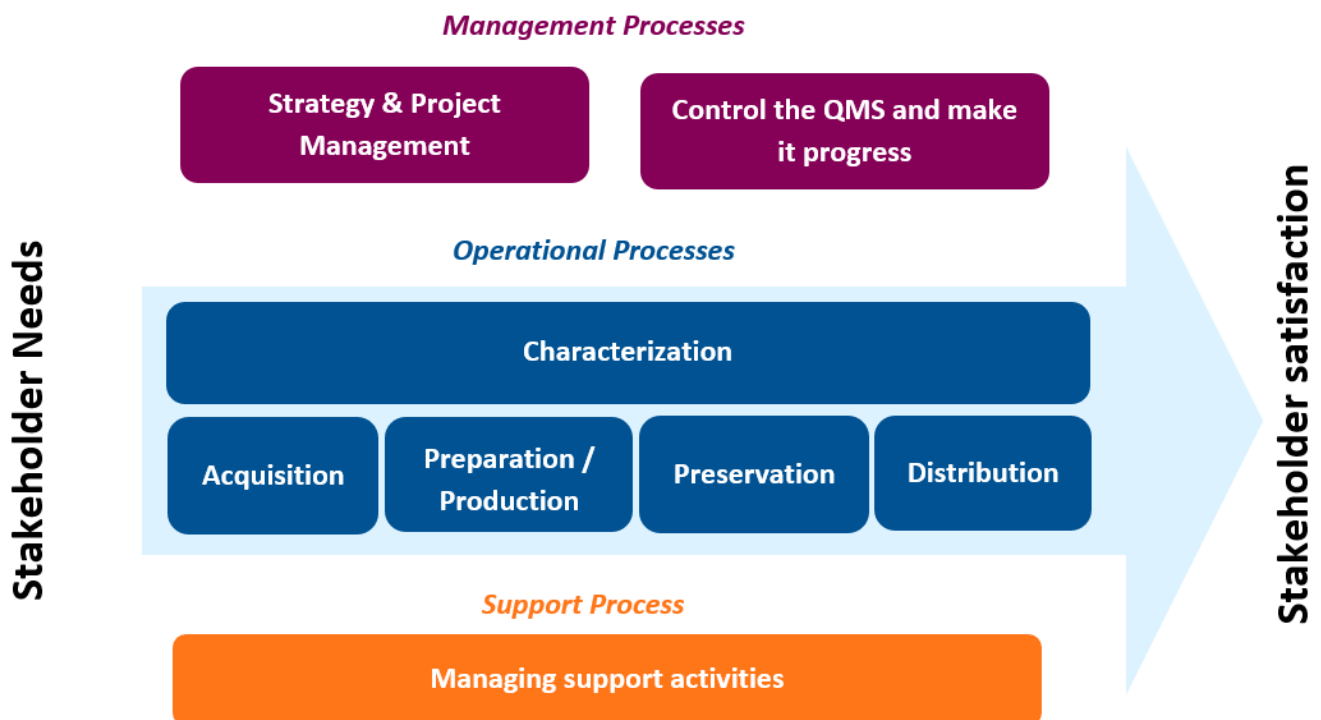 Management Processes
Strategy & Project
Management
Control the QMS and make
it progress
Stakeholder Needs
Operational Processes
Characterization
Acquisition
Preparation /
Production
Preservation
Distribution
Stakeholder satisfaction
Support Process
Managing support activities